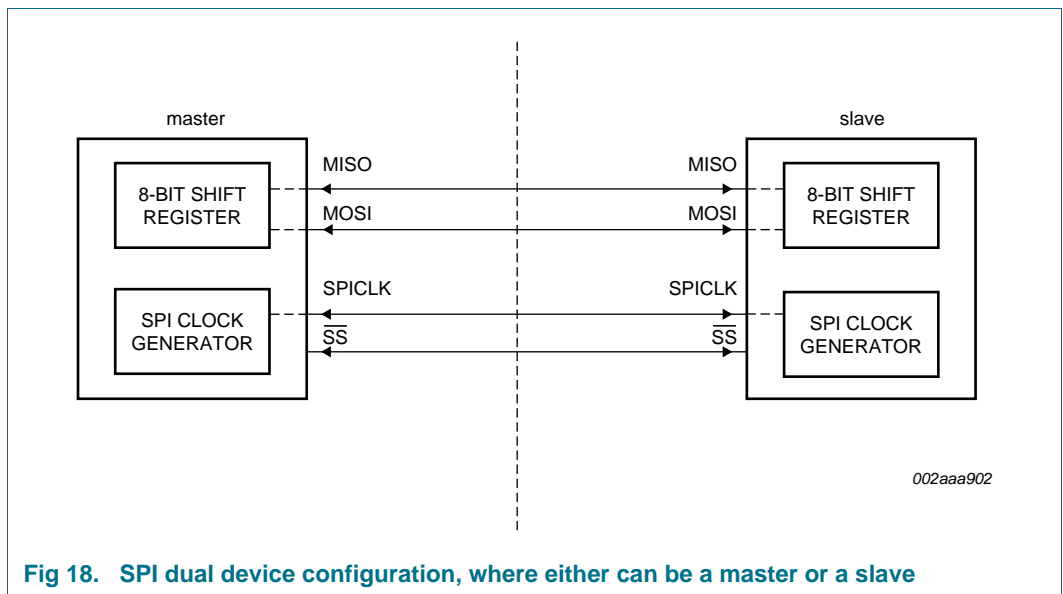 master slave
MISO MISO
8-BIT SHIFT REGISTER 8-BIT SHIFT REGISTER
MOSI MOSI
SPICLK SPICLK
SPI CLOCK GENERATOR SPI CLOCK GENERATOR
SS SS
002aaa902
Fig 18. SPI dual device configuration, where either can be a master or a slave